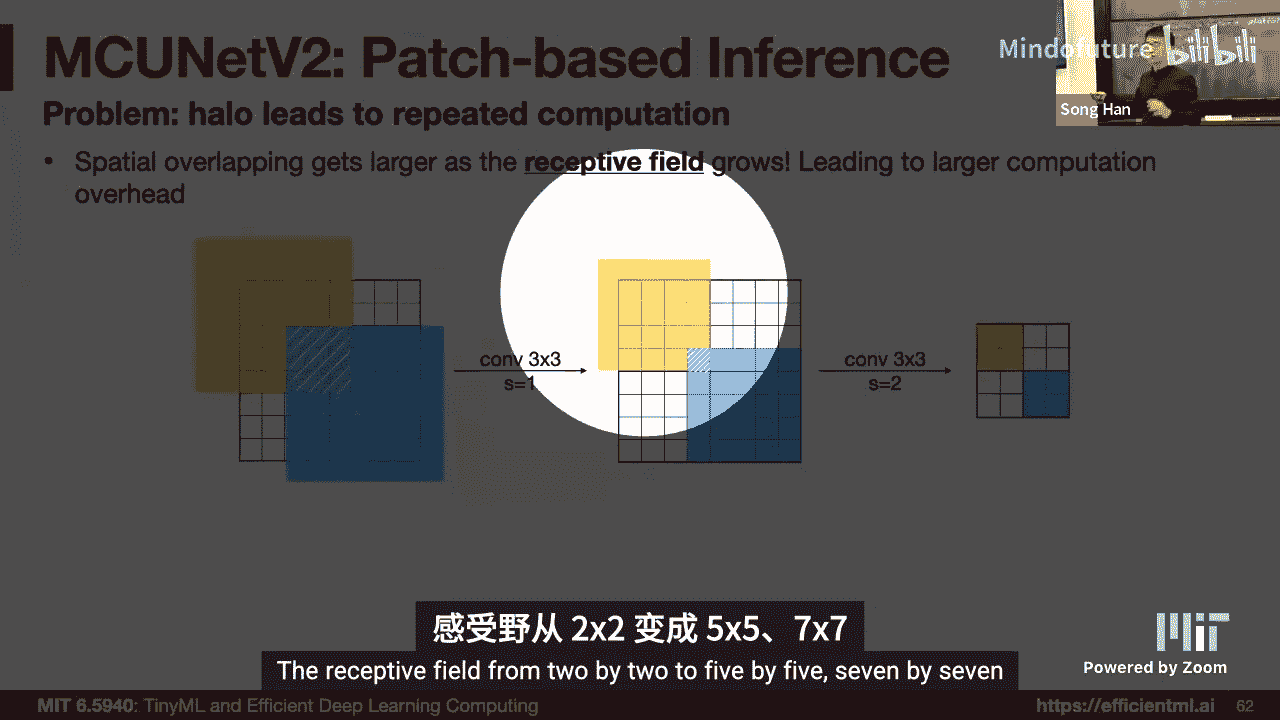 MCUNetV2: Patch-based Inference
Mindofuture bilibili
Song Han
Problem: halo leads to repeated computation
• Spatial overlapping gets larger as the receptive field grows! Leading to larger computation
overhead
conv 3x3
s=1
conv 3x3
s=2
感受野从 2x2 变成 5x5、7x7
The receptive field from two by two to five by five, seven by seven
MIT
Powered by Zoom
MIT 6.5940: TinyML and Efficient Deep Learning Computing
https://efficientml.ai
62